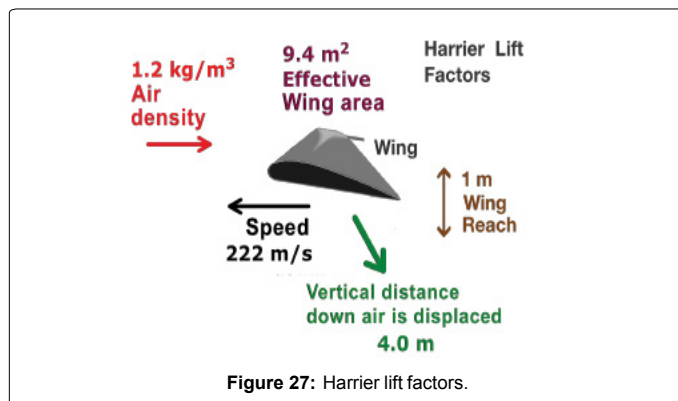 1.2 kg/m³
Air
density
9.4 m²
Effective
Wing area
Harrier Lift
Factors
Wing
1 m
Wing
Reach
Speed
222 m/s
Vertical distance
down air is displaced
4.0 m
Figure 27: Harrier lift factors.